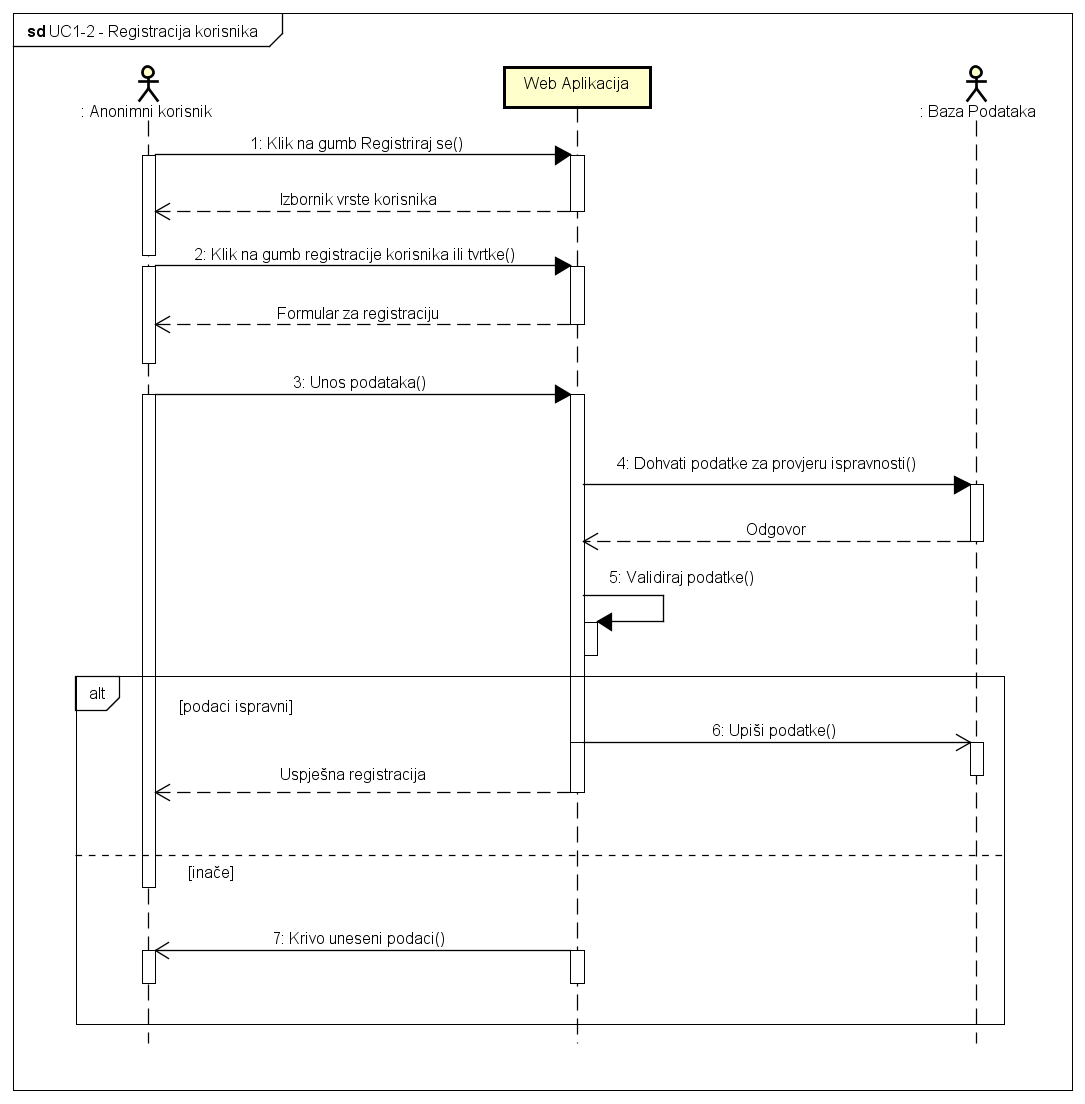 sd UC1-2 - Registracija korisnika
: Anonimni korisnik
Web Aplikacija
: Baza Podataka
1: Klik na gumb Registriraj se()
Izbornik vrste korisnika
2: Klik na gumb registracije korisnika ili tvrtke()
Formular za registraciju
3: Unos podataka()
4: Dohvati podatke za provjeru ispravnosti()
Odgovor
5: Validiraj podatke()
alt
[podaci ispravni]
6: Upiši podatke()
Uspješna registracija
[inače]
7: Krivo uneseni podaci()